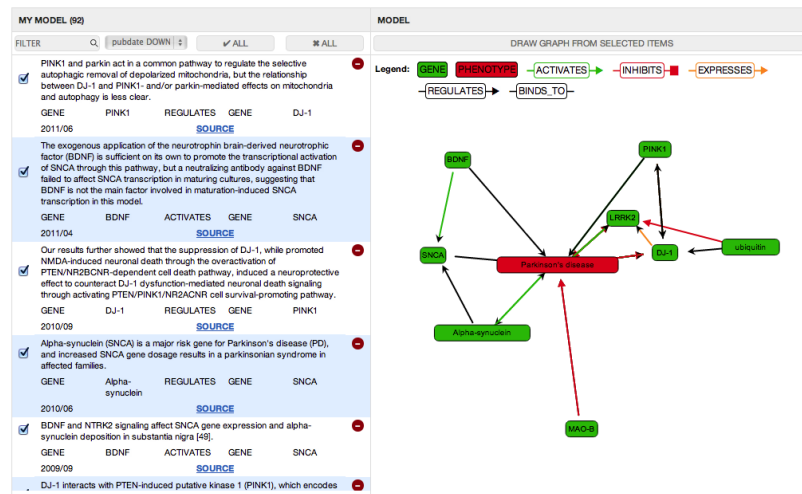 MY MODEL (92)
FILTER
pubdate DOWN
✔ ALL
✖ ALL
PINK1 and parkin act in a common pathway to regulate the selective
autophagic removal of depolarized mitochondria, but the relationship
between DJ-1 and PINK1- and/or parkin-mediated effects on mitochondria
and autophagy is less clear.
GENE PINK1 REGULATES GENE DJ-1
2011/06 SOURCE
The exogenous application of the neurotrophin brain-derived neurotrophic
factor (BDNF) is sufficient on its own to promote the transcriptional activation
of SNCA through this pathway, but a neutralizing antibody against BDNF
failed to affect SNCA transcription in maturing cultures, suggesting that
BDNF is not the main factor involved in maturation-induced SNCA
transcription in this model.
GENE BDNF ACTIVATES GENE SNCA
2011/04 SOURCE
Our results further showed that the suppression of DJ-1, while promoted
NMDA-induced neuronal death through the overactivation of
PTEN/NR2BCNR-dependent cell death pathway, induced a neuroprotective
effect to counteract DJ-1 dysfunction-mediated neuronal death signaling
through activating PTEN/PINK1/NR2ACNR cell survival-promoting pathway.
GENE DJ-1 REGULATES GENE PINK1
2010/09 SOURCE
Alpha-synuclein (SNCA) is a major risk gene for Parkinson's disease (PD),
and increased SNCA gene dosage results in a parkinsonian syndrome in
affected families.
GENE Alpha- REGULATES GENE SNCA
synuclein
2010/06 SOURCE
BDNF and NTRK2 signaling affect SNCA gene expression and alpha-
synuclein deposition in substantia nigra [49].
GENE BDNF ACTIVATES GENE SNCA
2009/09 SOURCE
DJ-1 interacts with PTEN-induced putative kinase 1 (PINK1), which encodes
MODEL
DRAW GRAPH FROM SELECTED ITEMS
Legend: GENE PHENOTYPE ACTIVATES INHIBITS EXPRESSES
REGULATES BINDS_TO
PINK1
BDNF
LRRK2
SNCA
DJ-1
ubiquitin
Parkinson's disease
Alpha-synuclein
MAO-B